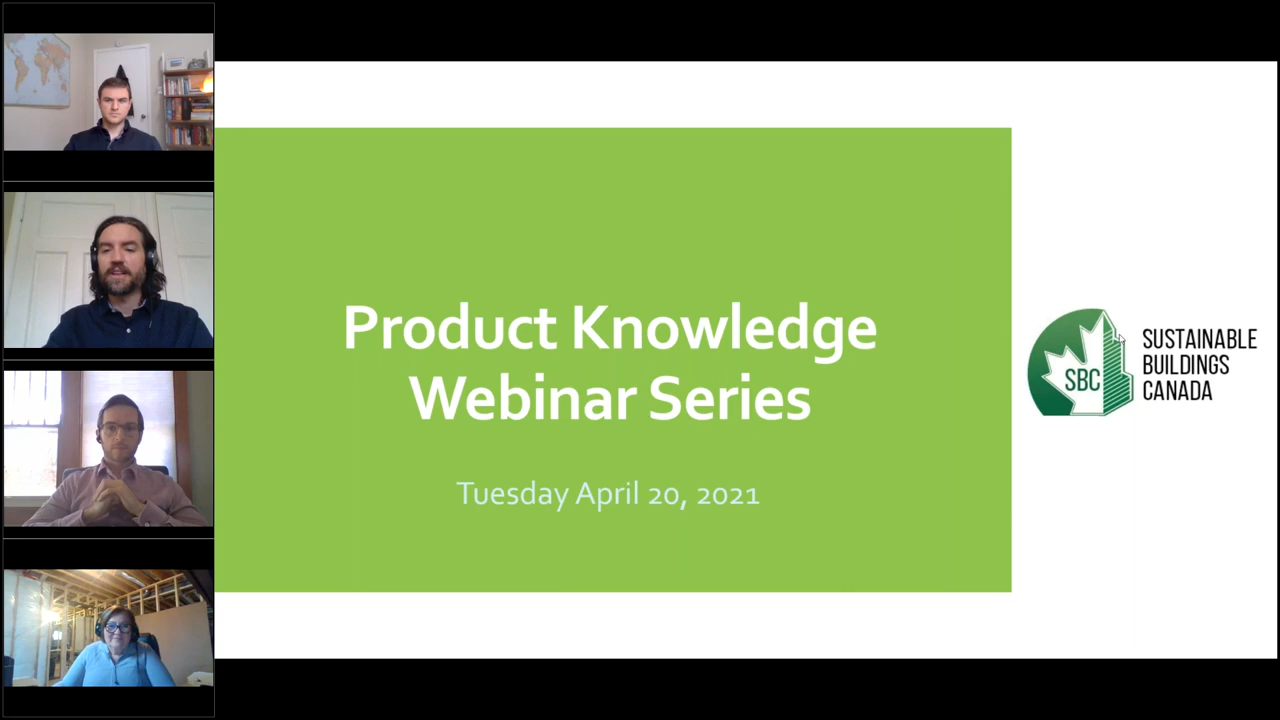 Product Knowledge
Webinar Series
Tuesday April 20, 2021
SBC
SUSTAINABLE
BUILDINGS
CANADA